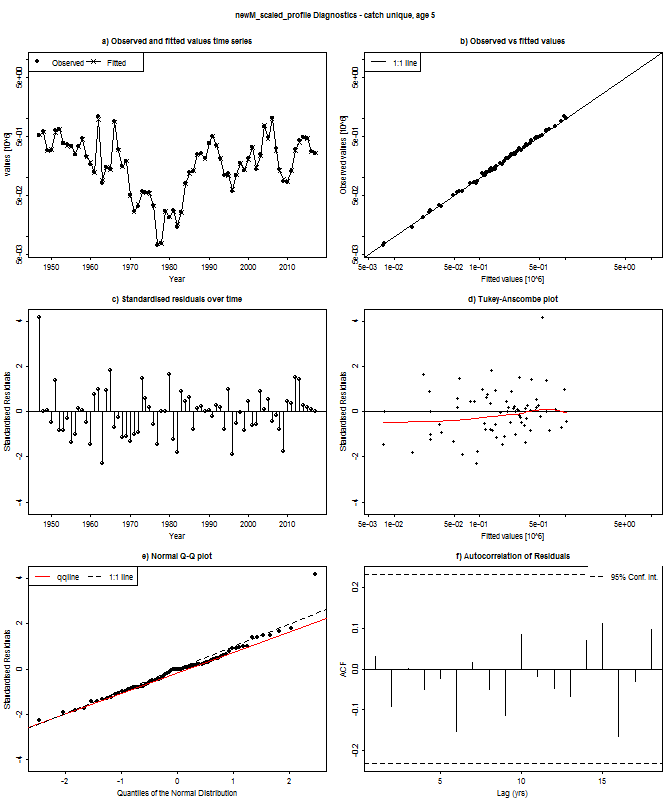 newM_scaled_profile Diagnostics - catch unique, age 5
a) Observed and fitted values time series
Observed Fitted
values [10^6]
5e+00
5e-01
5e-02
5e-03
1950 1960 1970 1980 1990 2000 2010
Year
b) Observed vs fitted values
1:1 line
Observed values [10^6]
5e+00
5e-01
5e-02
5e-03
5e-03 1e-02 5e-02 1e-01 5e-01 5e+00
Fitted values [10^6]
c) Standardised residuals over time
Standardised Residuals
4
2
0
-2
-4
1950 1960 1970 1980 1990 2000 2010
Year
d) Tukey-Anscombe plot
Standardised Residuals
4
2
0
-2
-4
5e-03 1e-02 5e-02 1e-01 5e-01 5e+00
Fitted values [10^6]
e) Normal Q-Q plot
qqline 1:1 line
Standardised Residuals
4
2
0
-2
-4
-2 -1 0 1 2
Quantiles of the Normal Distribution
f) Autocorrelation of Residuals
95% Conf. Int.
ACF
0.2
0.1
0.0
-0.1
-0.2
5 10 15
Lag (yrs)